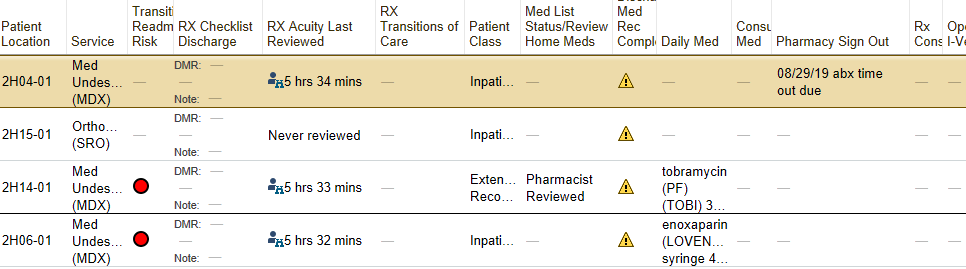 Patient Location
Service
Transiti Readm Risk
RX Checklist Discharge
RX Acuity Last Reviewed
RX Transitions of Care
Patient Class
Med List Status/Review Home Meds
Med Rec Compl
Daily Med
Consu Med
Pharmacy Sign Out
Rx Cons
Ope I-Ve
2H04-01
Med Undes... (MDX)
—
DMR: —
—
Note: —
5 hrs 34 mins
—
Inpati...
—
—
—
08/29/19 abx time out due
—
—
2H15-01
Ortho... (SRO)
—
DMR: —
—
Note: —
Never reviewed
—
Inpati...
—
—
—
—
—
—
2H14-01
Med Undes... (MDX)
DMR: —
—
Note: —
5 hrs 33 mins
—
Exten... Reco...
Pharmacist Reviewed
tobramycin (PF) (TOBI) 3...
—
—
—
—
2H06-01
Med Undes... (MDX)
DMR: —
—
Note: —
5 hrs 32 mins
—
Inpati...
—
enoxaparin (LOVEN... syringe 4...
—
—
—
—